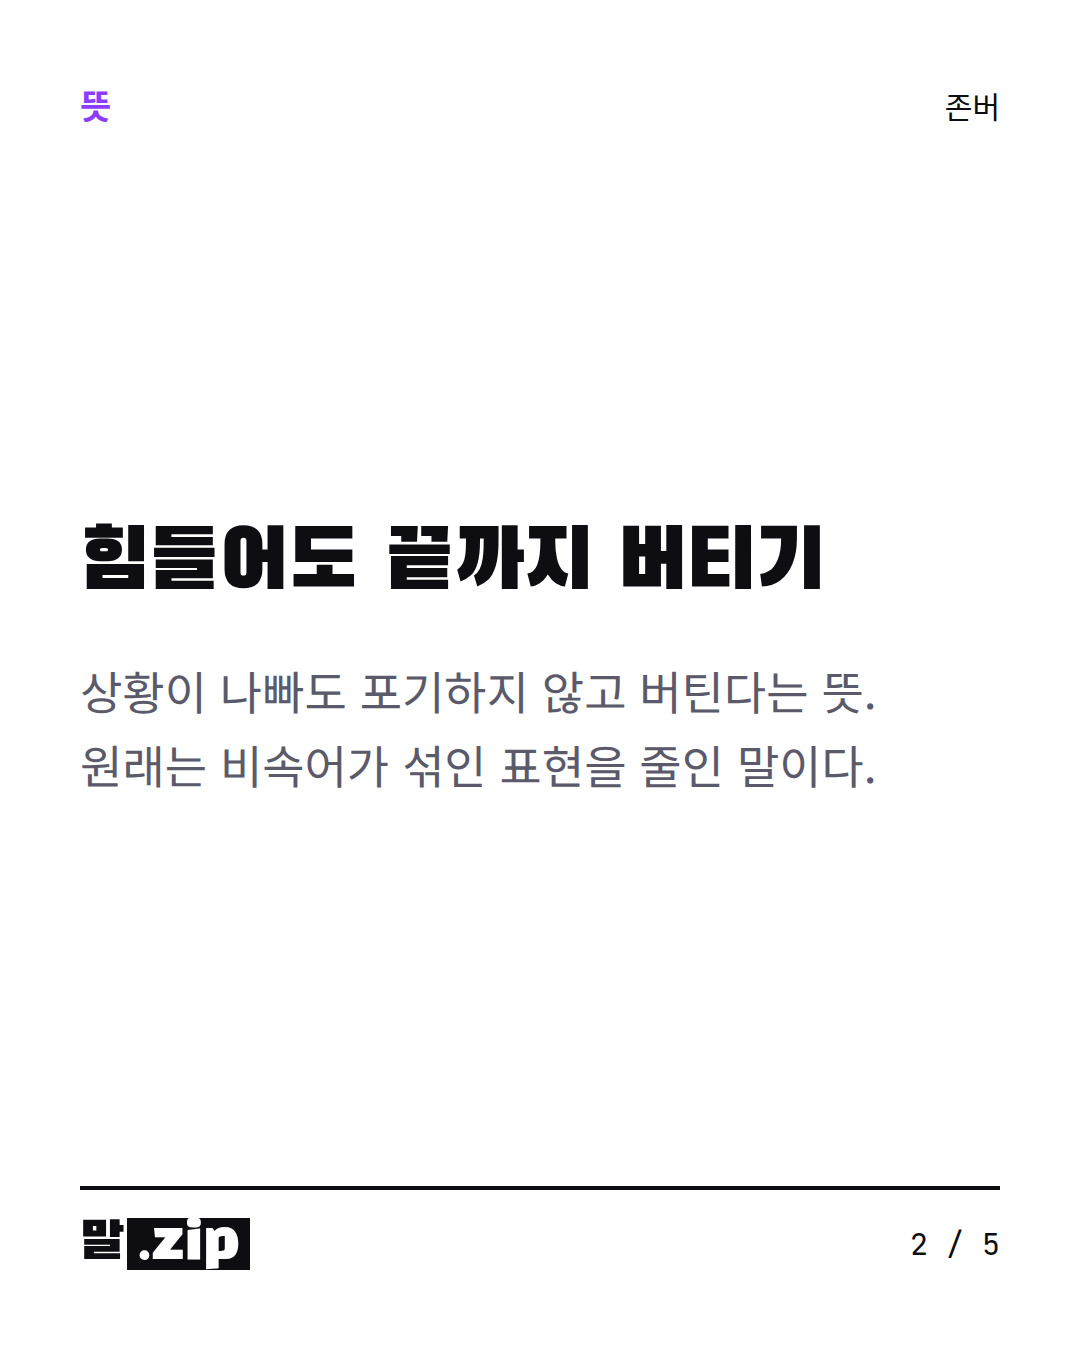 뜻
존버
힘들어도 끝까지 버티기
상황이 나빠도 포기하지 않고 버틴다는 뜻.
원래는 비속어가 섞인 표현을 줄인 말이다.
말.zip
2 / 5